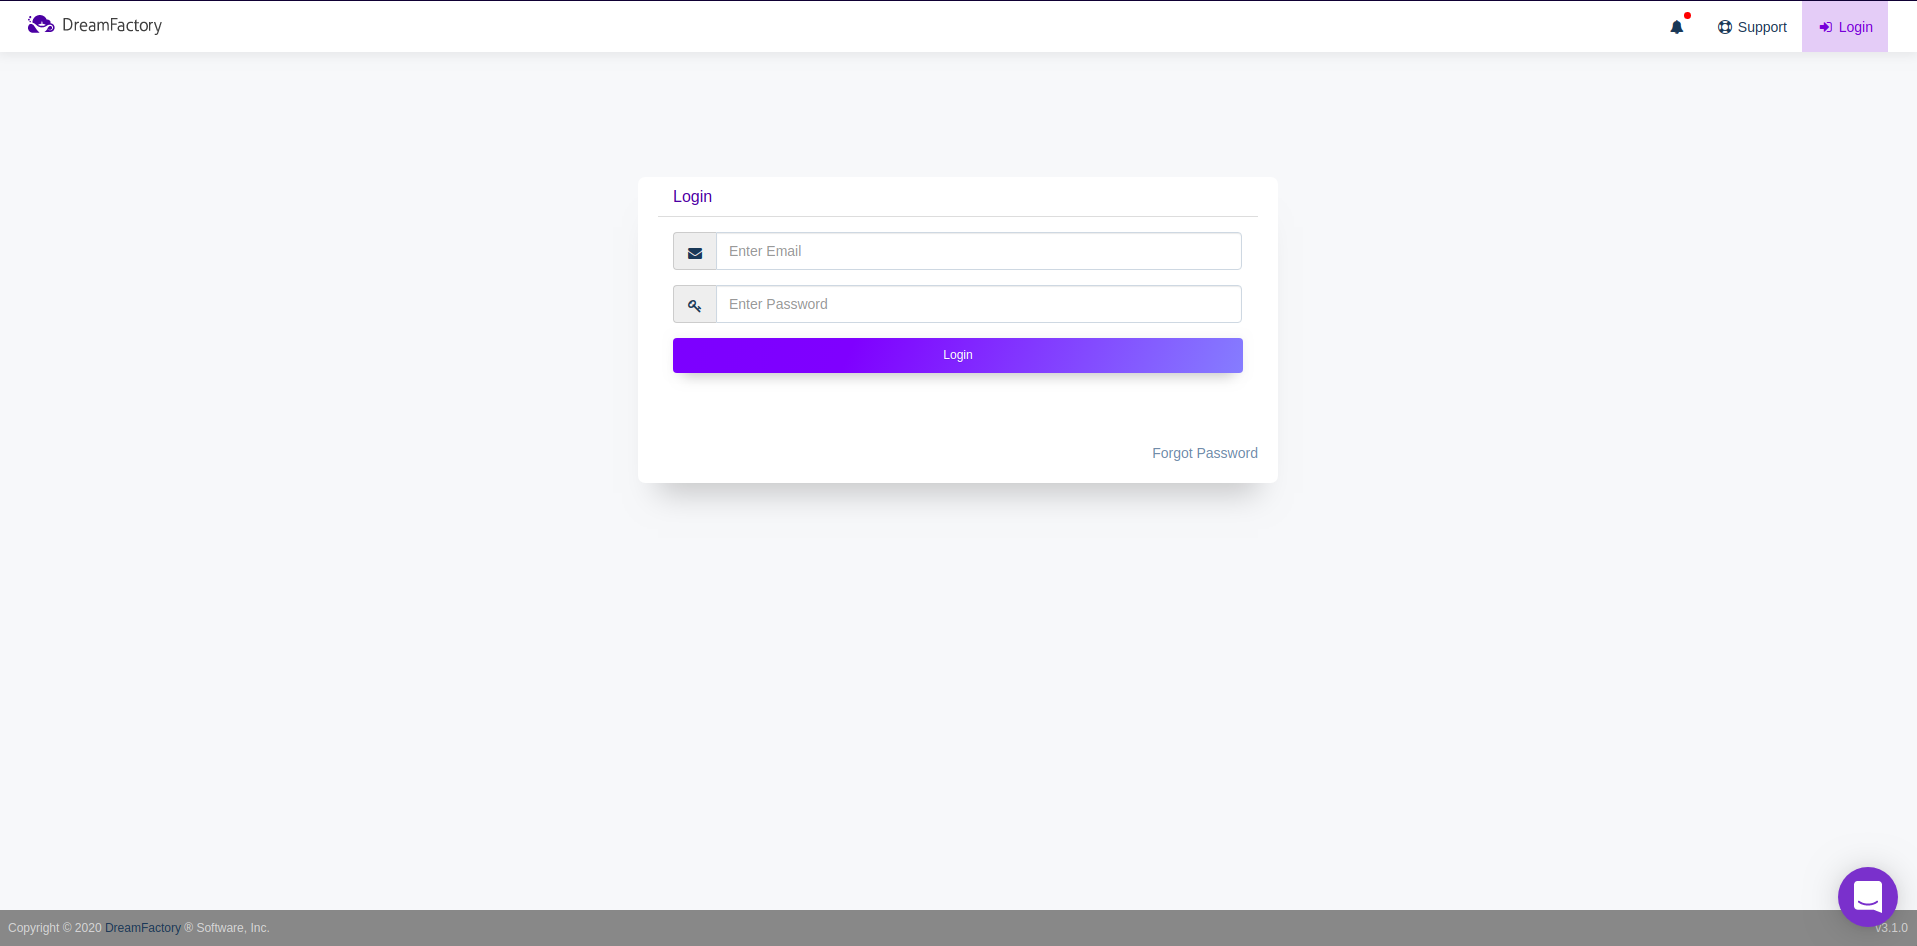 DreamFactory
Support
Login
Login
Enter Email
Enter Password
Login
Forgot Password
Copyright © 2020 DreamFactory ® Software, Inc.
v3.1.0